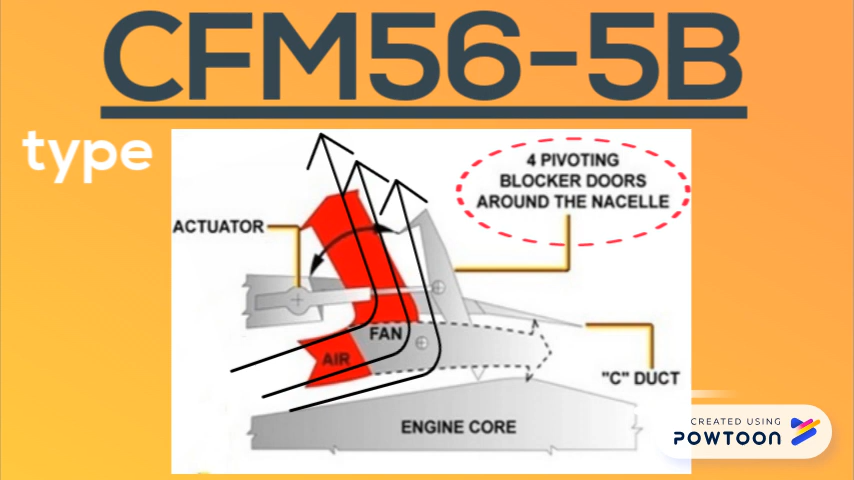 CFM56-5B
type
4 PIVOTING
BLOCKER DOORS
AROUND THE NACELLE
ACTUATOR
FAN
AIR
"C" DUCT
ENGINE CORE
CREATED USING
POWTOON